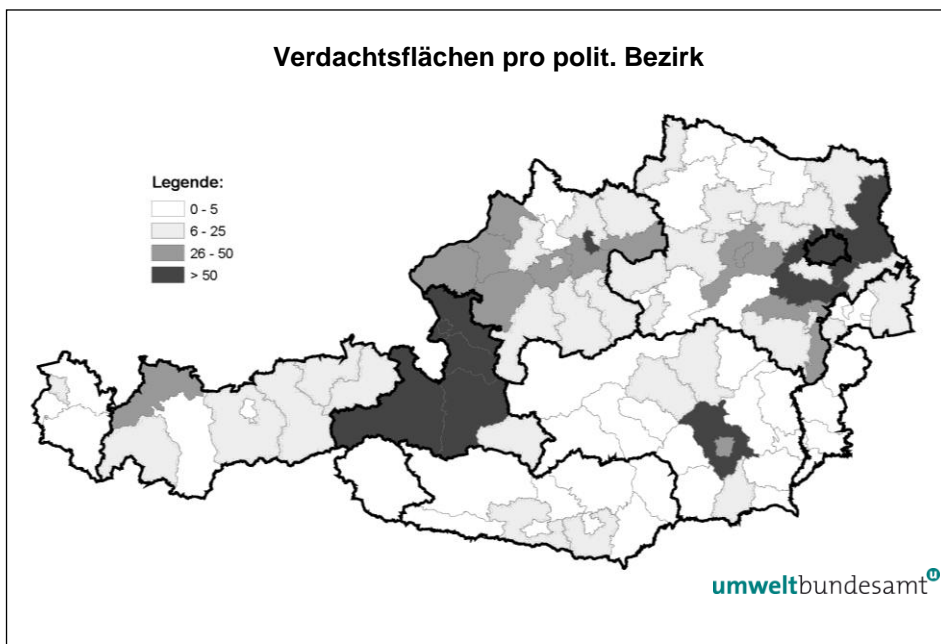 Verdachtsflächen pro polit. Bezirk
Legende:
0 - 5
6 - 25
26 - 50
> 50
umweltbundesamt u